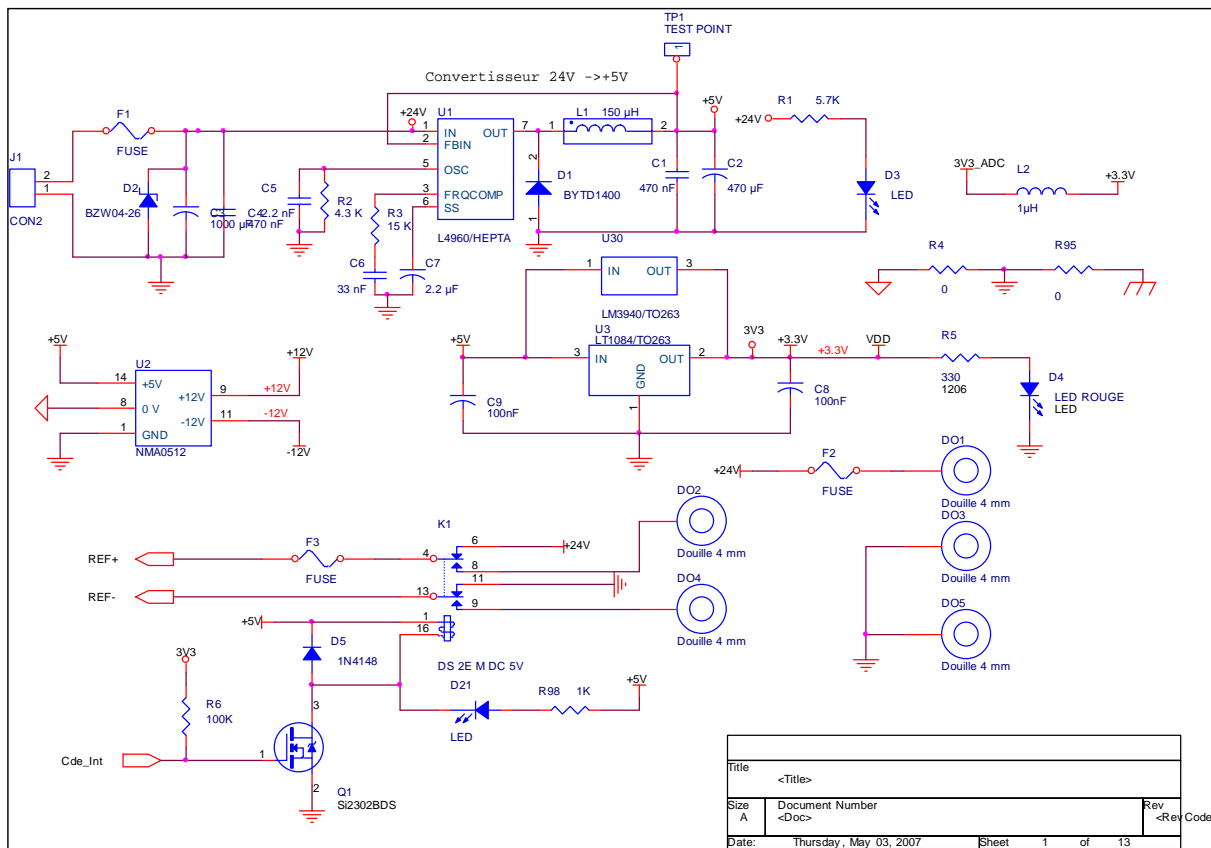 TP1
TEST POINT
1
Convertisseur 24V ->+5V
F1
FUSE
+24V
U1
1
IN
2
FBIN
OUT
7
5
OSC
3
FRQCOMP
6
SS
L4960/HEPTA
1
L1
150 µH
2
+5V
R1
5.7K
+24V
J1
2
1
CON2
D2
BZW04-26
C3
1000 µF
C4
470 nF
C5
2.2 nF
R2
4.3 K
R3
15 K
C6
33 nF
C7
2.2 µF
2
D1
BYTD1400
1
C1
470 nF
C2
470 µF
D3
LED
3V3_ADC
L2
+3.3V
1µH
R4
0
R95
0
U30
1
IN
OUT
3
LM3940/TO263
U3
LT1084/TO263
+5V
3
IN
OUT
2
GND
1
3V3
+3.3V
+3.3V
VDD
R5
330
1206
C9
100nF
C8
100nF
D4
LED ROUGE
LED
+5V
U2
14
+5V
8
0 V
1
GND
+12V
9
+12V
-12V
11
-12V
+12V
-12V
NMA0512
+24V
F2
FUSE
DO1
Douille 4 mm
DO2
Douille 4 mm
DO3
Douille 4 mm
DO4
Douille 4 mm
DO5
Douille 4 mm
REF+
F3
FUSE
K1
4
6
+24V
8
11
REF-
13
9
+5V
1
16
D5
1N4148
DS 2E M DC 5V
D21
LED
R98
1K
+5V
3V3
R6
100K
3
Cde_Int
1
2
Q1
Si2302BDS
Title
<Title>
Size
A
Document Number
<Doc>
Rev
<RevCode
Date:
Thursday, May 03, 2007
Sheet
1
of
13